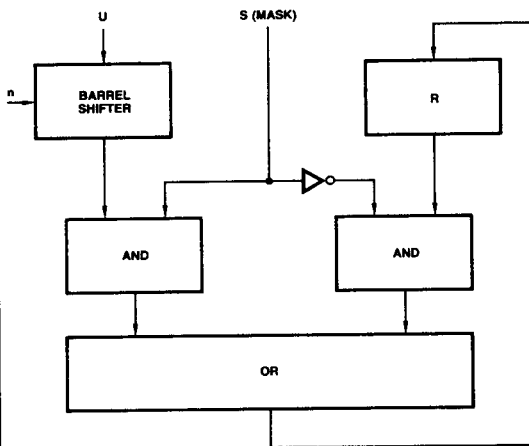 U
S (MASK)
n
BARREL
SHIFTER
R
AND
AND
OR